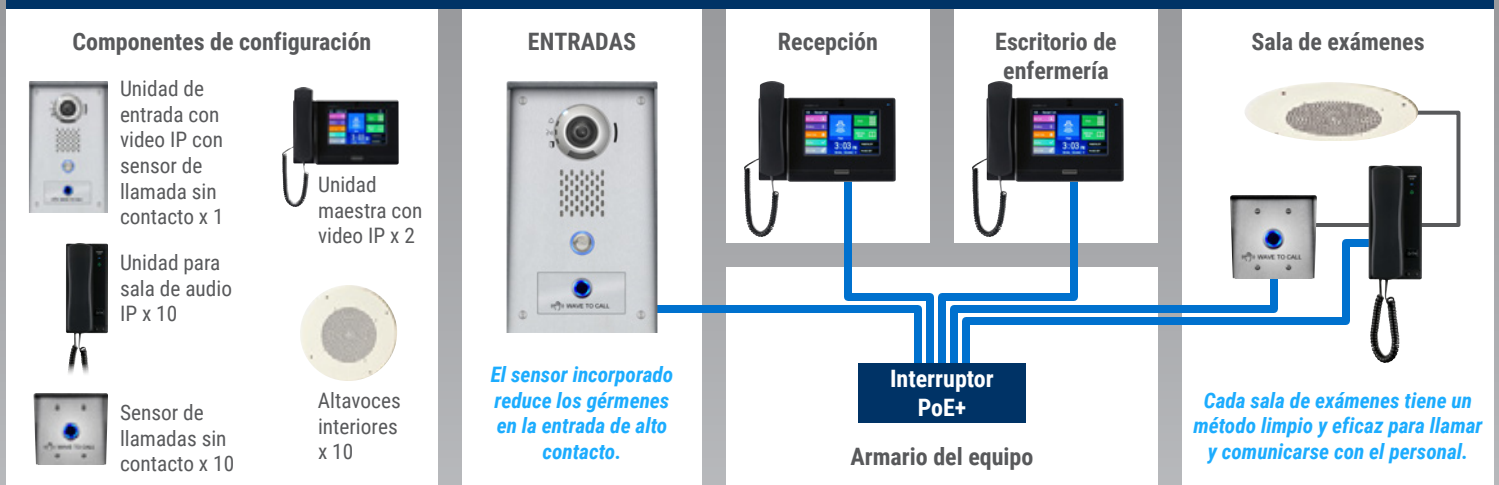 Componentes de configuración
Unidad de
entrada con
video IP con
sensor de
llamada sin
contacto x 1
Unidad
maestra con
video IP x 2
Unidad para
sala de audio
IP x 10
Sensor de
llamadas sin
contacto x 10
Altavoces
interiores
x 10
ENTRADAS
WAVE TO CALL
El sensor incorporado
reduce los gérmenes
en la entrada de alto
contacto.
Recepción
3:03 PM
Escritorio de
enfermería
3:03 PM
Interruptor
PoE+
Armario del equipo
Sala de exámenes
WAVE TO CALL
Cada sala de exámenes tiene un
método limpio y eficaz para llamar
y comunicarse con el personal.